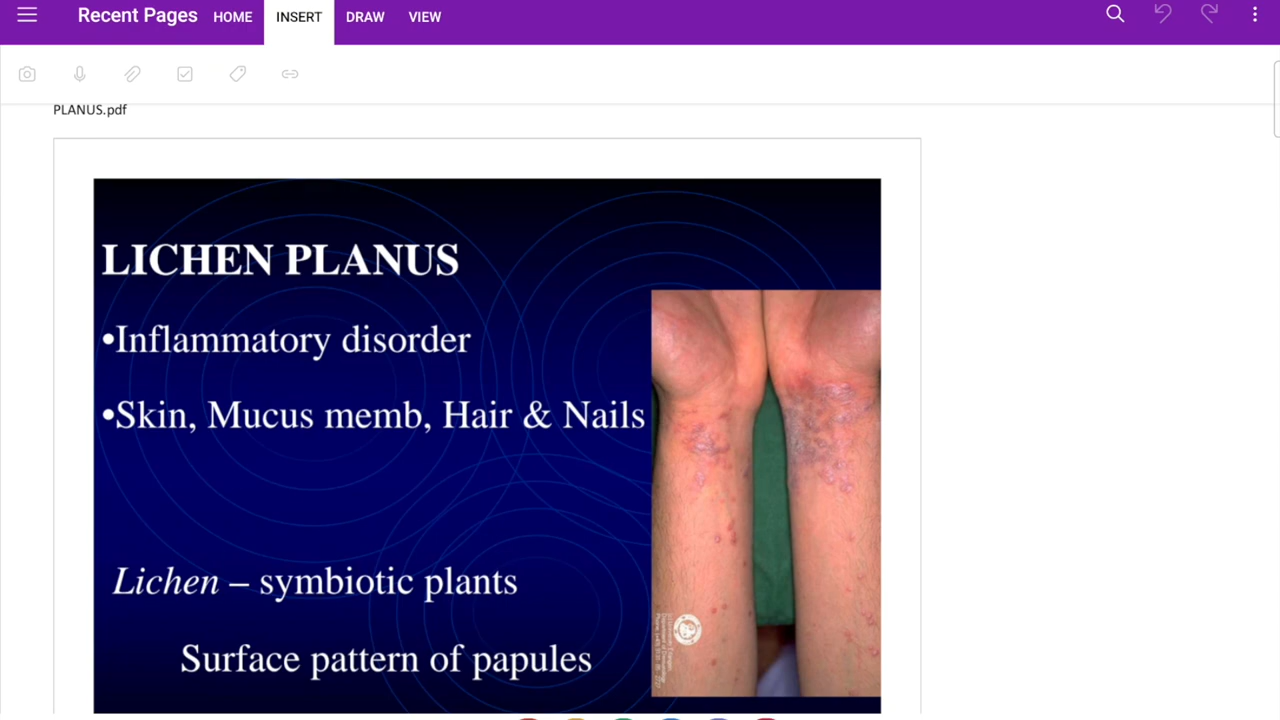 Recent Pages HOME INSERT DRAW VIEW
PLANUS.pdf
LICHEN PLANUS
•Inflammatory disorder
•Skin, Mucus memb, Hair & Nails
Lichen – symbiotic plants
Surface pattern of papules